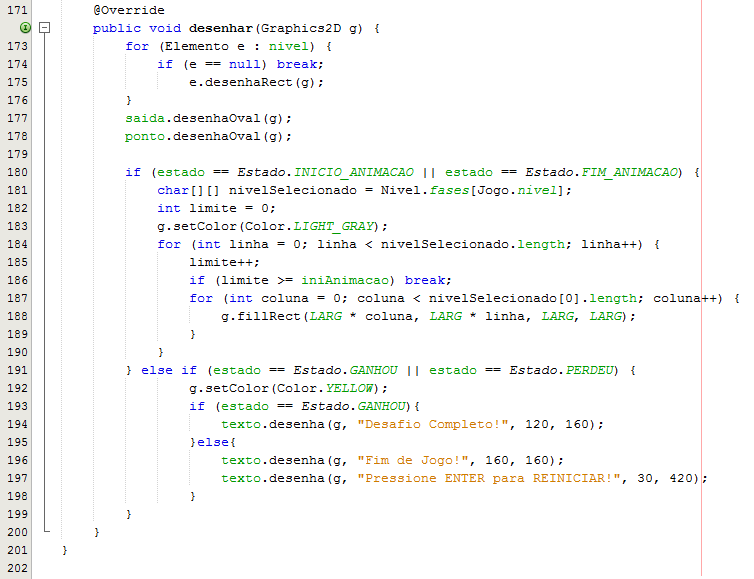 171         @Override
            public void desenhar(Graphics2D g) {
173             for (Elemento e : nivel) {
174                 if (e == null) break;
175                     e.desenhaRect(g);
176             }
177             saida.desenhaOval(g);
178             ponto.desenhaOval(g);
179
180             if (estado == Estado.INICIO_ANIMACAO || estado == Estado.FIM_ANIMACAO) {
181                 char[][] nivelSelecionado = Nivel.fases[Jogo.nivel];
182                 int limite = 0;
183                 g.setColor(Color.LIGHT_GRAY);
184                 for (int linha = 0; linha < nivelSelecionado.length; linha++) {
185                     limite++;
186                     if (limite >= iniAnimacao) break;
187                     for (int coluna = 0; coluna < nivelSelecionado[0].length; coluna++) {
188                         g.fillRect(LARG * coluna, LARG * linha, LARG, LARG);
189                     }
190                 }
191             } else if (estado == Estado.GANHOU || estado == Estado.PERDEU) {
192                     g.setColor(Color.YELLOW);
193                     if (estado == Estado.GANHOU){
194                         texto.desenha(g, "Desafio Completo!", 120, 160);
195                     }else{
196                         texto.desenha(g, "Fim de Jogo!", 160, 160);
197                         texto.desenha(g, "Pressione ENTER para REINICIAR!", 30, 420);
198                     }
199             }
200         }
201     }
202